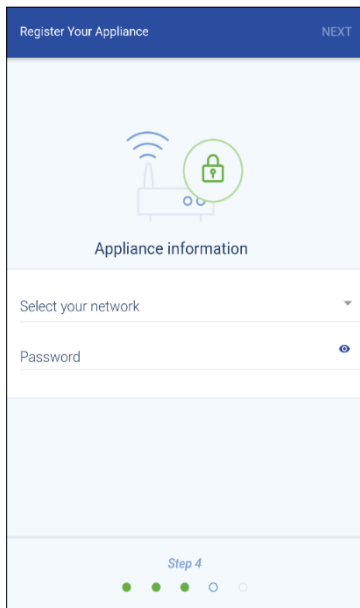 Register Your Appliance NEXT
Appliance information
Select your network
Password
Step 4